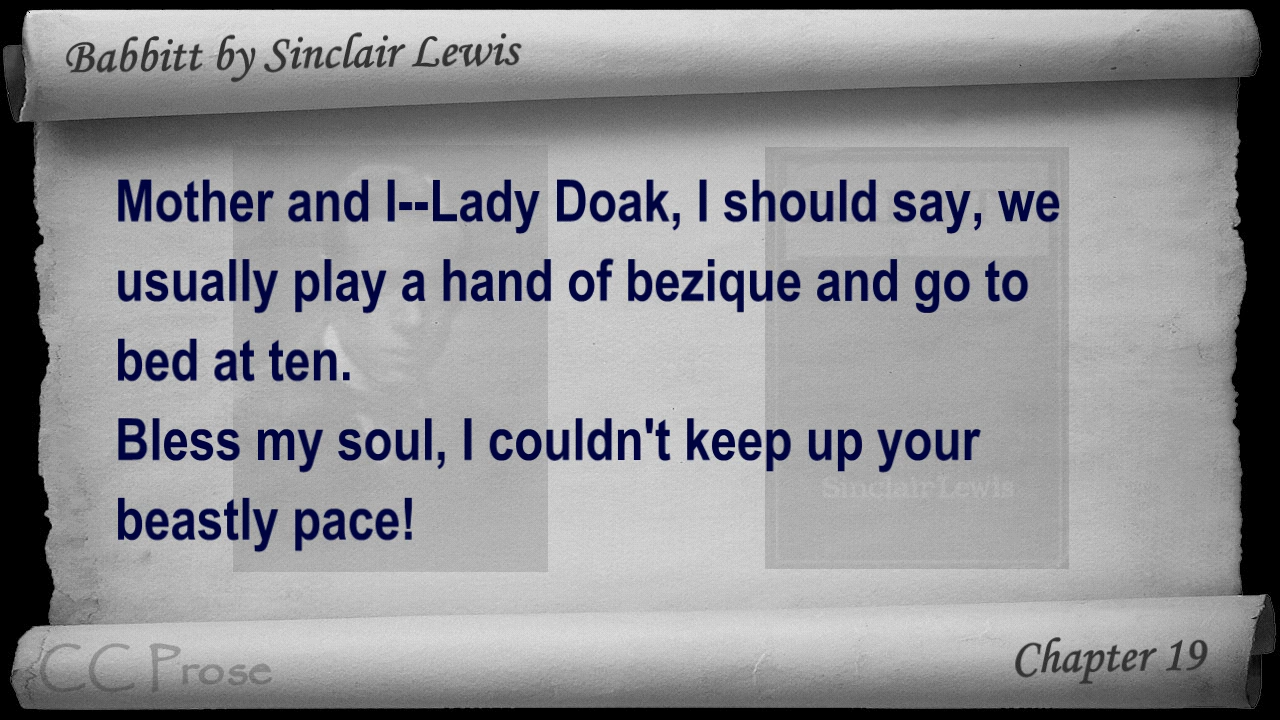 Babbitt by Sinclair Lewis
Mother and I--Lady Doak, I should say, we
usually play a hand of bezique and go to
bed at ten.
Bless my soul, I couldn't keep up your
beastly pace!
Sinclair Lewis
CC Prose
Chapter 19